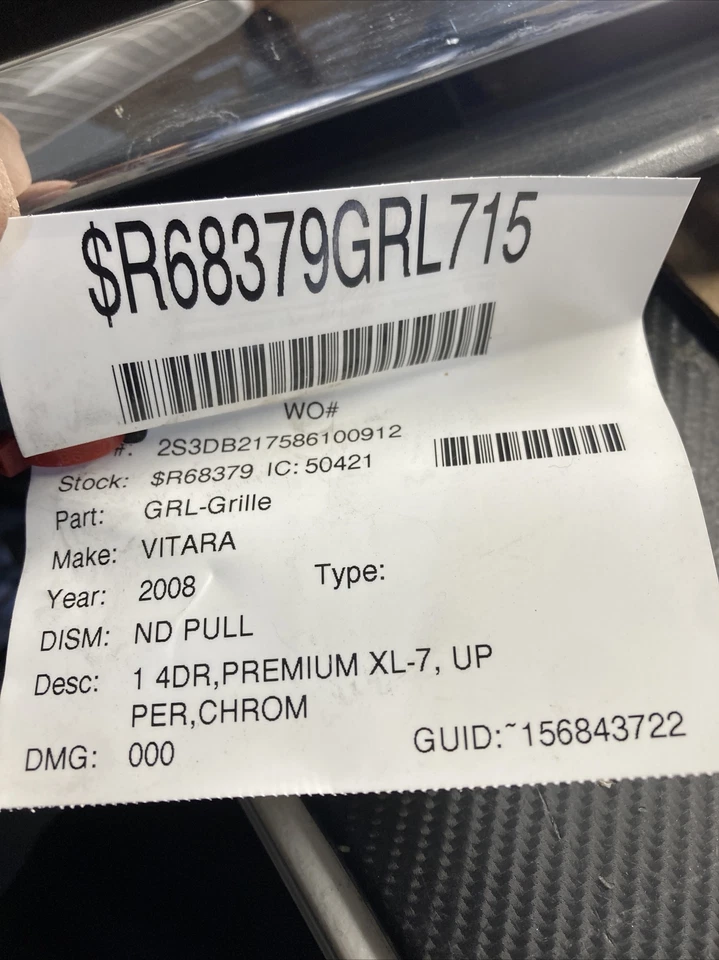 $R68379GRL715
WO#
#: 2S3DB217586100912
Stock: $R68379 IC: 50421
Part: GRL-Grille
Make: VITARA
Year: 2008 Type:
DISM: ND PULL
Desc: 1 4DR,PREMIUM XL-7, UP
PER,CHROM
DMG: 000 GUID:~156843722